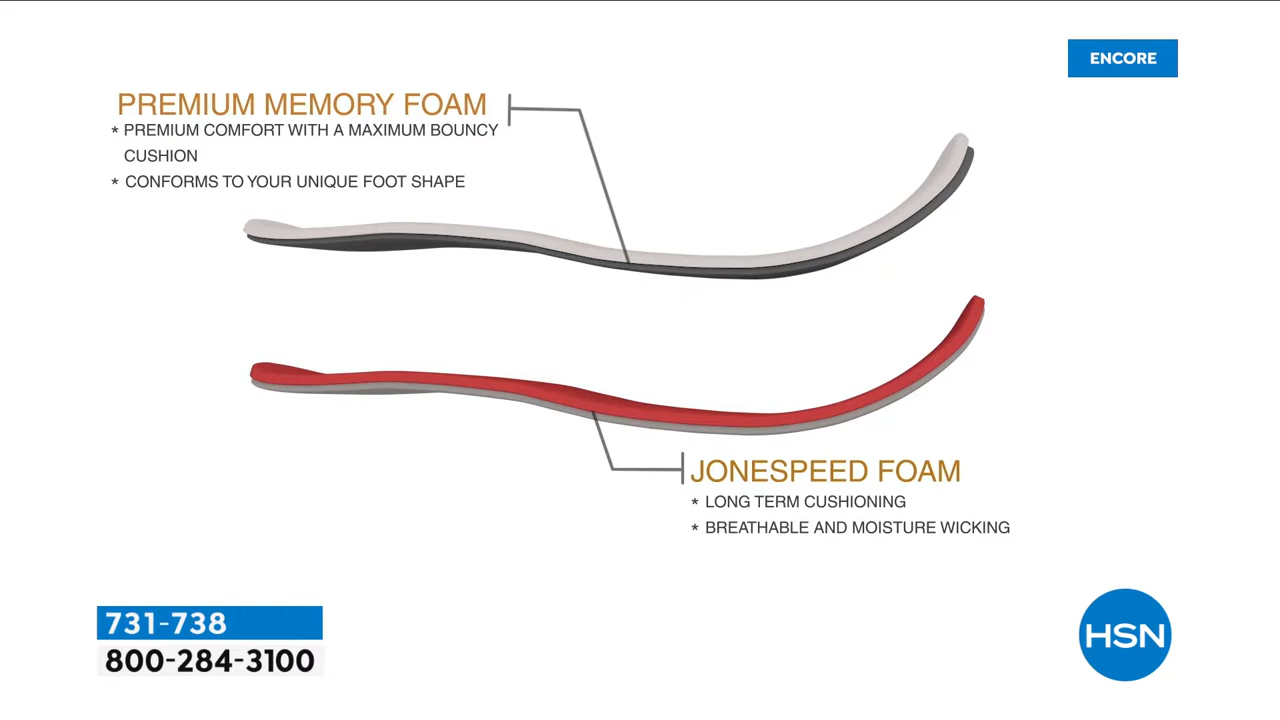 ENCORE
PREMIUM MEMORY FOAM
* PREMIUM COMFORT WITH A MAXIMUM BOUNCY
CUSHION
* CONFORMS TO YOUR UNIQUE FOOT SHAPE
JONESPEED FOAM
* LONG TERM CUSHIONING
* BREATHABLE AND MOISTURE WICKING
731-738
800-284-3100
HSN